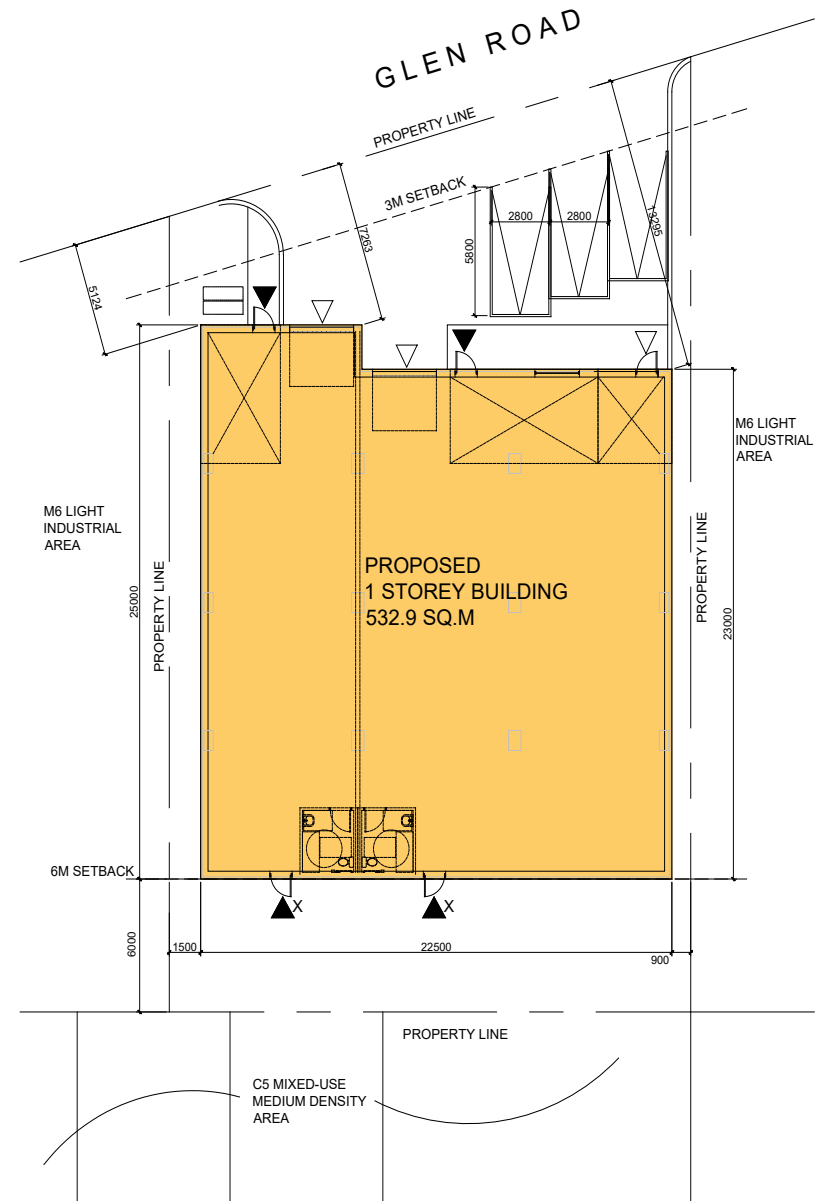 GLEN ROAD
PROPERTY LINE
3M SETBACK
5124
7263
5800
2800
2800
13295
M6 LIGHT
INDUSTRIAL
AREA
M6 LIGHT
INDUSTRIAL
AREA
PROPERTY LINE
25000
PROPOSED
1 STOREY BUILDING
532.9 SQ.M
PROPERTY LINE
23000
6M SETBACK
X
X
6000
1500
22500
900
PROPERTY LINE
C5 MIXED-USE
MEDIUM DENSITY
AREA